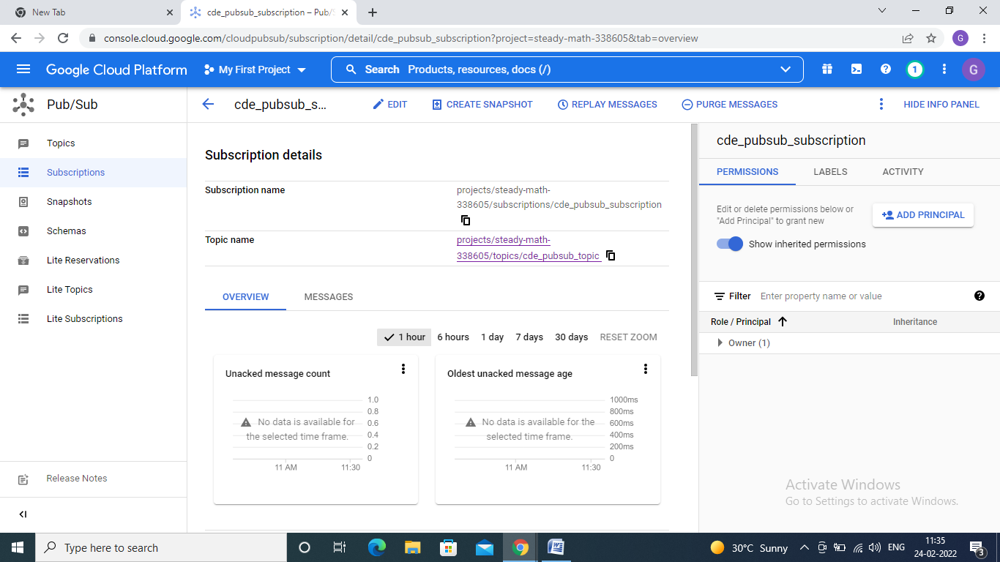 New Tab
cde_pubsub_subscription – Pub/S
console.cloud.google.com/cloudpubsub/subscription/detail/cde_pubsub_subscription?project=steady-math-338605&tab=overview
G
Google Cloud Platform
My First Project
Search Products, resources, docs (/)
1
G
Pub/Sub
cde_pubsub_s...
EDIT
CREATE SNAPSHOT
REPLAY MESSAGES
PURGE MESSAGES
HIDE INFO PANEL
Topics
Subscriptions
Snapshots
Schemas
Lite Reservations
Lite Topics
Lite Subscriptions
Release Notes
Subscription details
Subscription name
projects/steady-math-
338605/subscriptions/cde_pubsub_subscription
Topic name
projects/steady-math-
338605/topics/cde_pubsub_topic
OVERVIEW
MESSAGES
1 hour
6 hours
1 day
7 days
30 days
RESET ZOOM
Unacked message count
1.0
0.8
0.6
0.4
0.2
0
No data is available for
the selected time frame.
11 AM
11:30
Oldest unacked message age
1000ms
800ms
600ms
400ms
200ms
0
No data is available for the
selected time frame.
11 AM
11:30
cde_pubsub_subscription
PERMISSIONS
LABELS
ACTIVITY
Edit or delete permissions below or
"Add Principal" to grant new
ADD PRINCIPAL
Show inherited permissions
Filter Enter property name or value
Role / Principal
Inheritance
Owner (1)
Activate Windows
Go to Settings to activate Windows.
Type here to search
30°C Sunny
ENG
11:35
24-02-2022
3